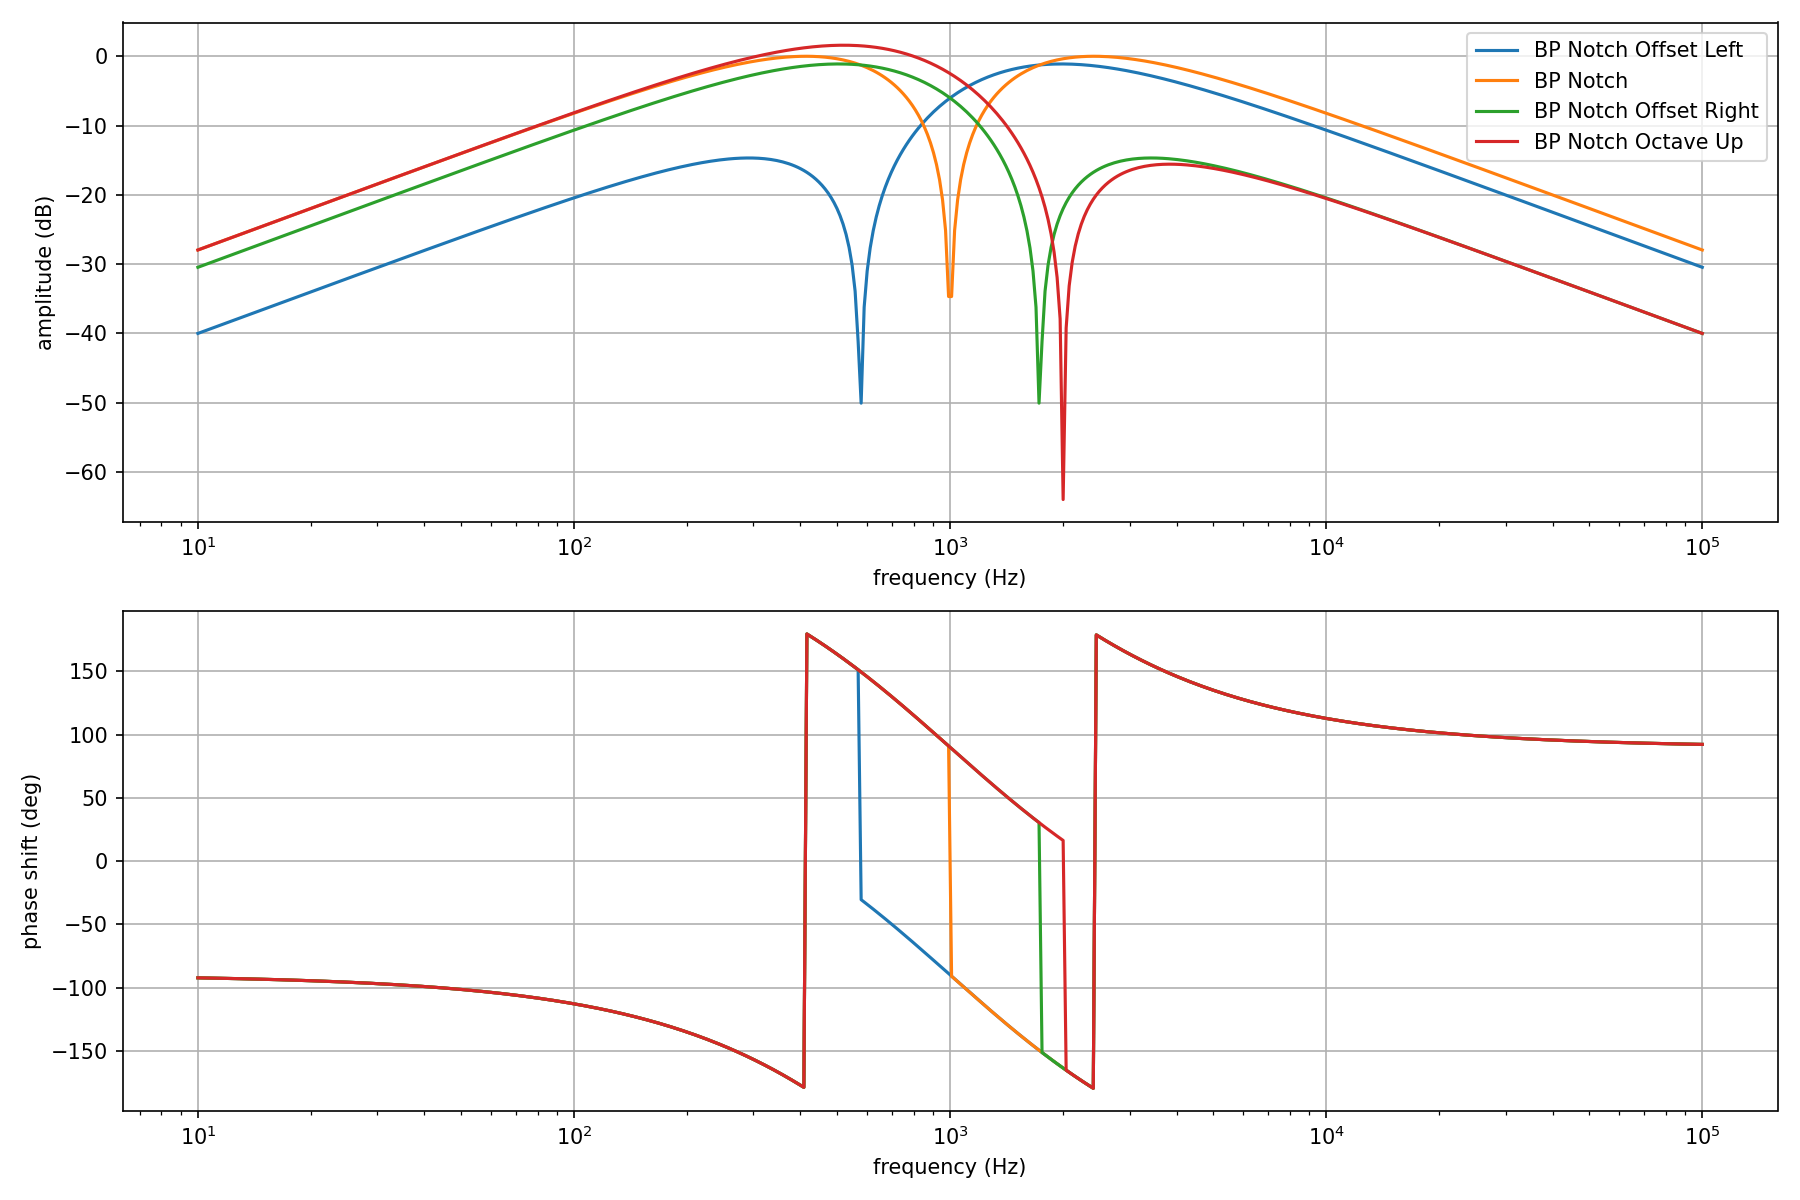 0
−10
−20
−30
−40
−50
−60
amplitude (dB)
BP Notch Offset Left
BP Notch
BP Notch Offset Right
BP Notch Octave Up
10¹ 10² 10³ 10⁴ 10⁵
frequency (Hz)
150
100
50
0
−50
−100
−150
phase shift (deg)
10¹ 10² 10³ 10⁴ 10⁵
frequency (Hz)